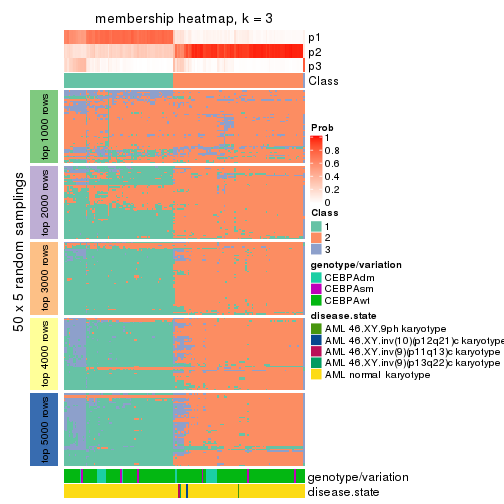 membership heatmap, k = 3
p1
p2
p3
Class
50 x 5 random samplings
top 1000 rows
top 2000 rows
top 3000 rows
top 4000 rows
top 5000 rows
genotype/variation
disease.state
Prob
1
0.8
0.6
0.4
0.2
0
Class
1
2
3
genotype/variation
CEBPAdm
CEBPAsm
CEBPAwt
disease.state
AML 46.XY.9ph karyotype
AML 46.XY.inv(10)(p12q21)c karyotype
AML 46.XY.inv(9)(p11q13)c karyotype
AML 46.XY.inv(9)(p13q22)c karyotype
AML normal karyotype